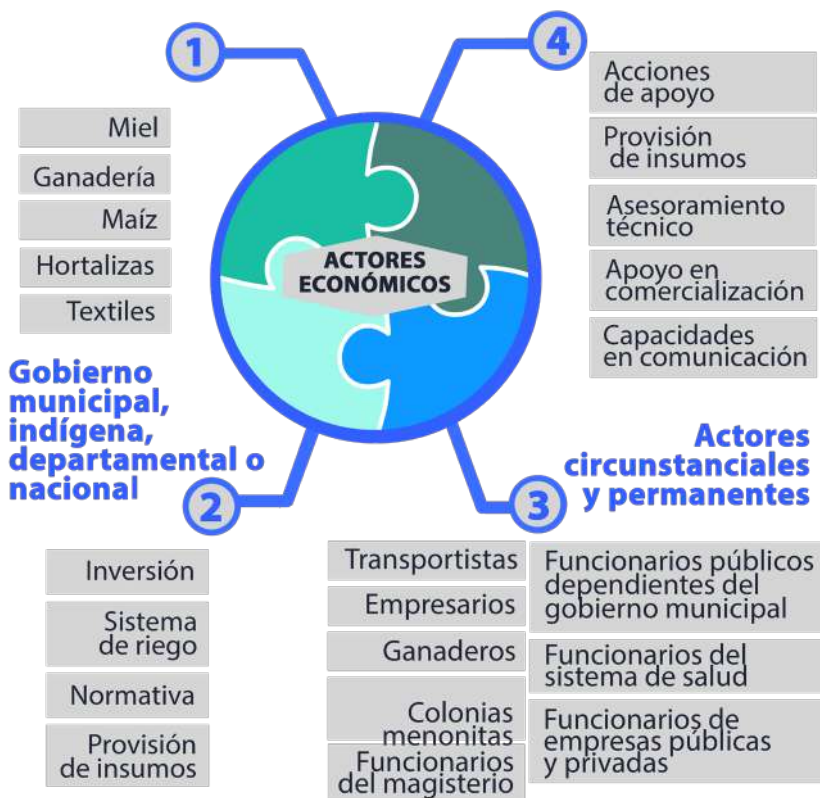 1
Miel
Ganadería
Maíz
Hortalizas
Textiles
4
Acciones
de apoyo
Provisión
de insumos
Asesoramiento
técnico
Apoyo en
comercialización
Capacidades
en comunicación
ACTORES
ECONÓMICOS
Gobierno
municipal,
indígena,
departamental o
nacional
2
Inversión
Sistema
de riego
Normativa
Provisión
de insumos
Actores
circunstanciales
y permanentes
3
Transportistas
Empresarios
Ganaderos
Colonias
menonitas
Funcionarios
del magisterio
Funcionarios públicos
dependientes del
gobierno municipal
Funcionarios del
sistema de salud
Funcionarios de
empresas públicas
y privadas